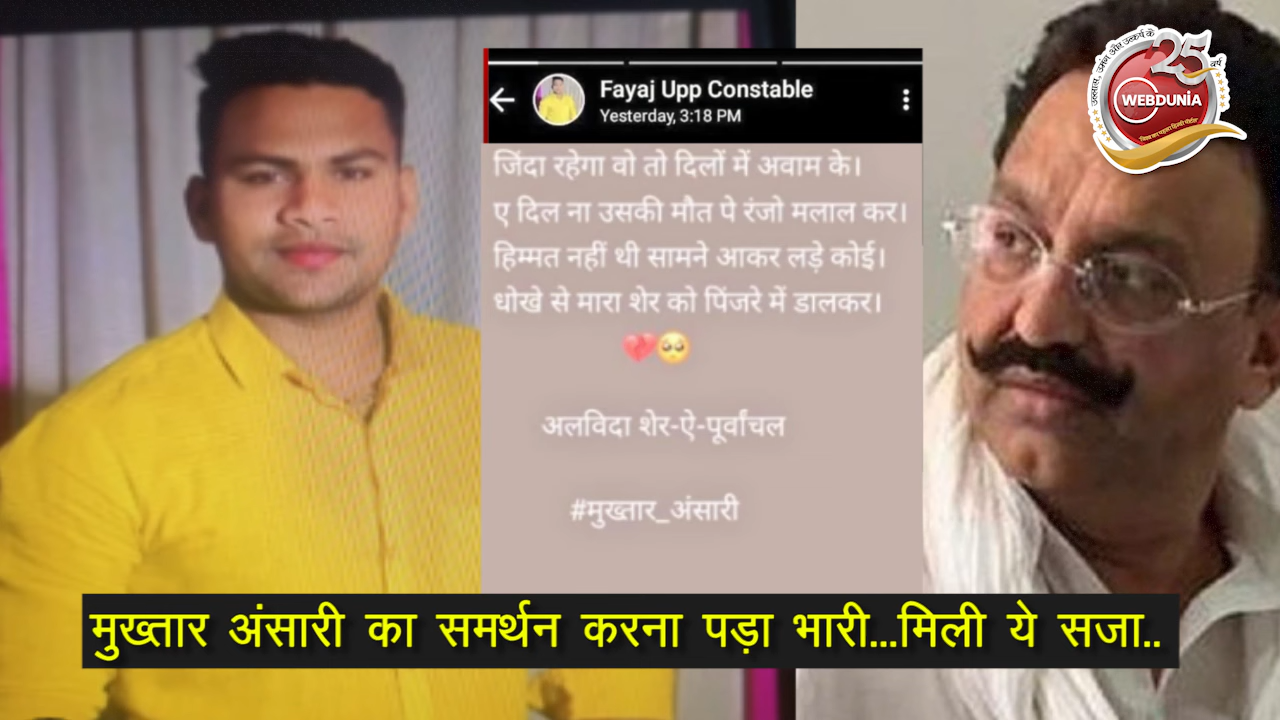 Fayaj Upp Constable
Yesterday, 3:18 PM
जिंदा रहेगा वो तो दिलों में अवाम के।
ए दिल ना उसकी मौत पे रंजो मलाल कर।
हिम्मत नहीं थी सामने आकर लड़े कोई।
धोखे से मारा शेर को पिंजरे में डालकर।
💔🥺
अलविदा शेर-ऐ-पूर्वांचल
#मुख्तार_अंसारी
25
वर्ष
WEBDUNIA
मुख्तार अंसारी का समर्थन करना पड़ा भारी...मिली ये सजा..